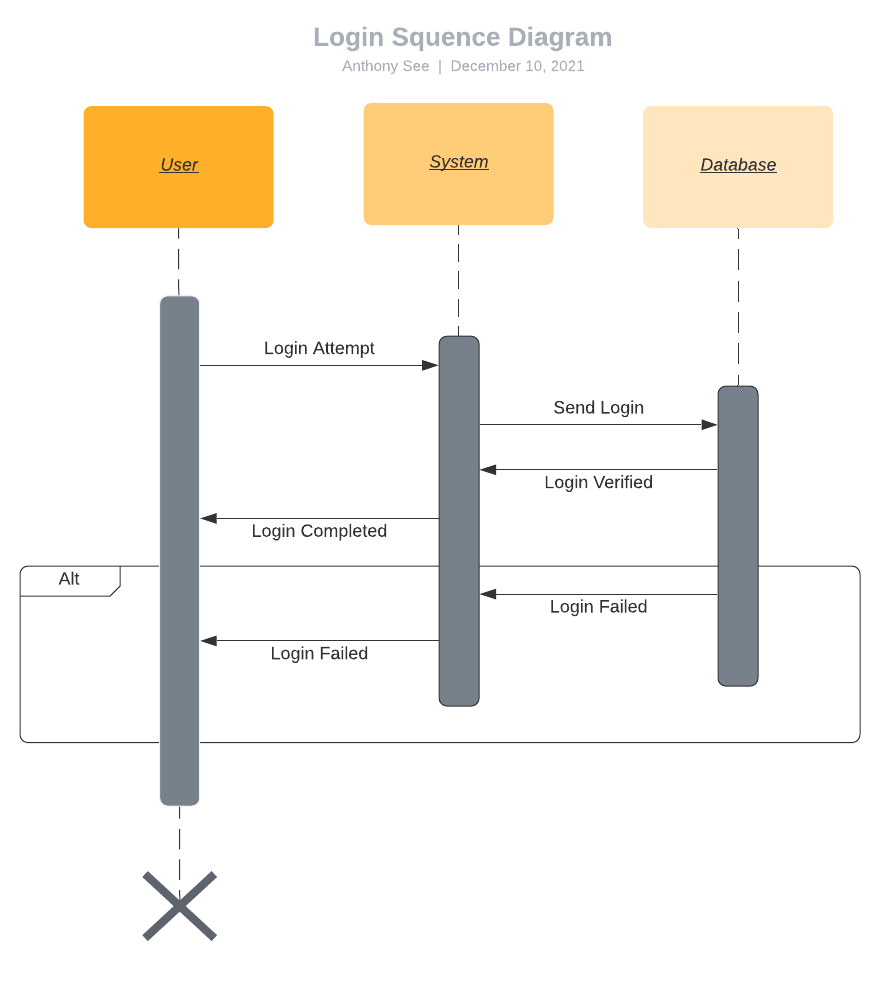 Login Squence Diagram
Anthony See | December 10, 2021
User
System
Database
Login Attempt
Send Login
Login Verified
Login Completed
Alt
Login Failed
Login Failed